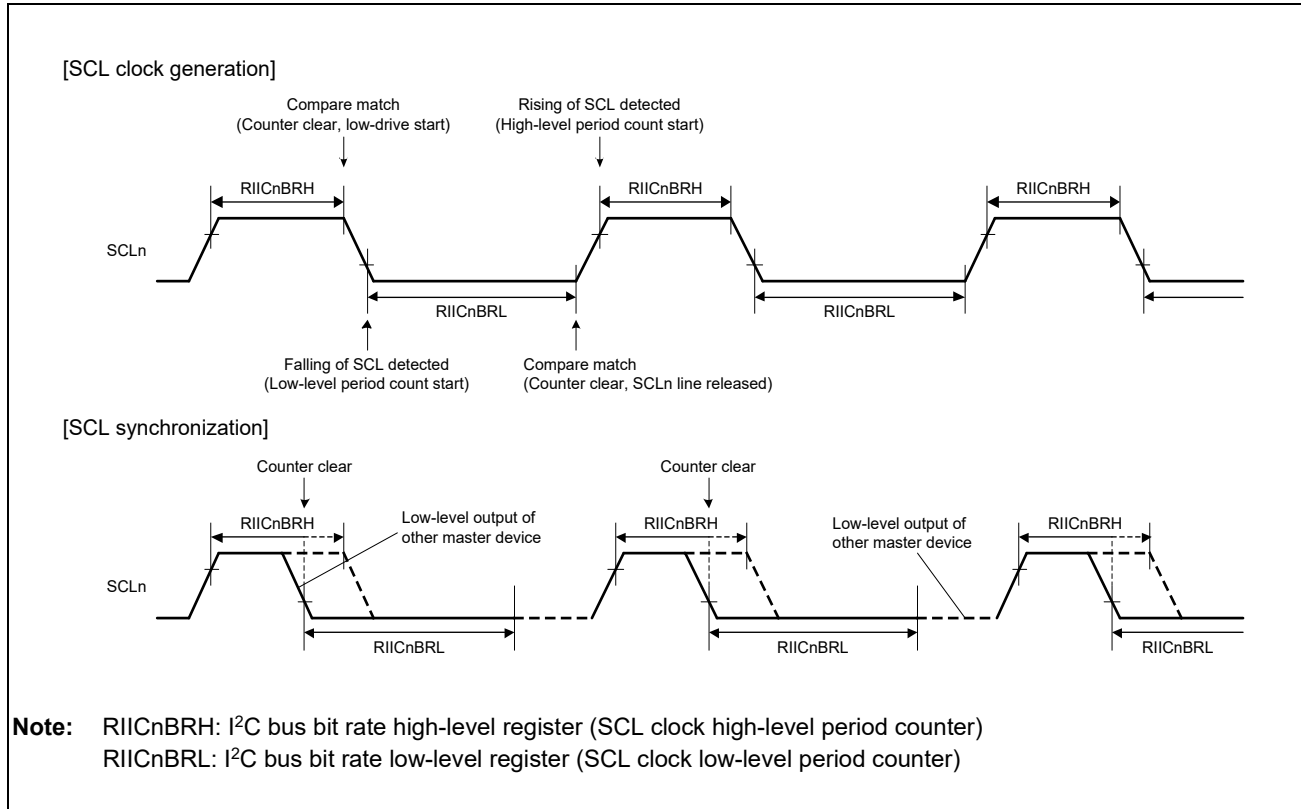 [SCL clock generation]
Compare match
(Counter clear, low-drive start)
Rising of SCL detected
(High-level period count start)
RIICnBRH
RIICnBRH
RIICnBRH
SCLn
RIICnBRL
RIICnBRL
Falling of SCL detected
(Low-level period count start)
Compare match
(Counter clear, SCLn line released)
[SCL synchronization]
Counter clear
Counter clear
RIICnBRH
Low-level output of
other master device
RIICnBRH
Low-level output of
other master device
RIICnBRH
SCLn
RIICnBRL
RIICnBRL
RIICnBRL
Note: RIICnBRH: I²C bus bit rate high-level register (SCL clock high-level period counter)
RIICnBRL: I²C bus bit rate low-level register (SCL clock low-level period counter)